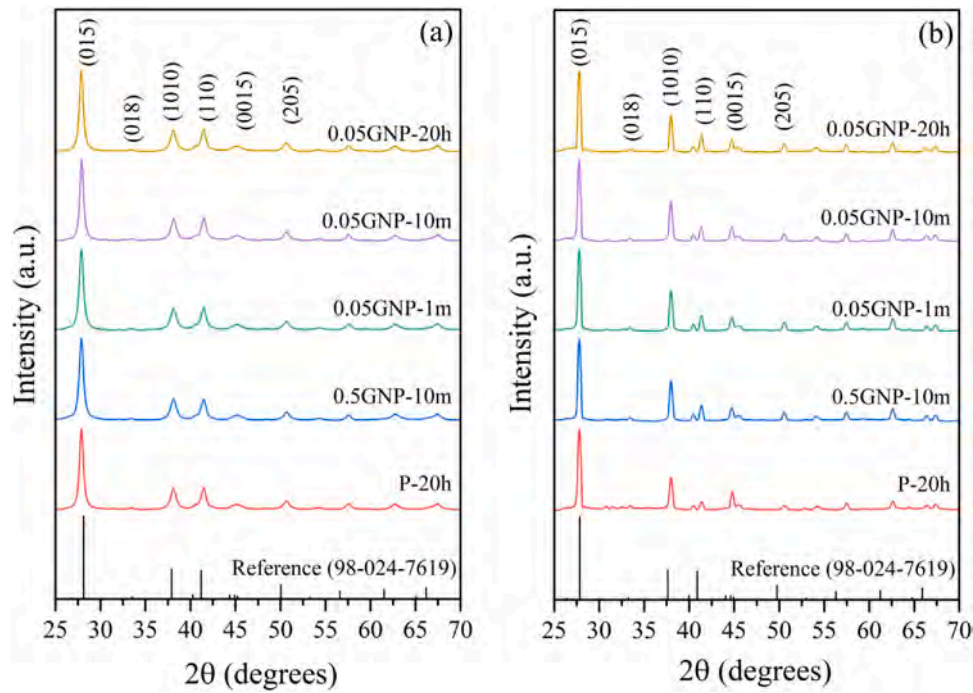 (a)
(015)
(018)
(1010)
(110)
(0015)
(205)
0.05GNP-20h
0.05GNP-10m
0.05GNP-1m
0.5GNP-10m
P-20h
Reference (98-024-7619)
Intensity (a.u.)
25 30 35 40 45 50 55 60 65 70
2θ (degrees)
(b)
(015)
(018)
(1010)
(110)
(0015)
(205)
0.05GNP-20h
0.05GNP-10m
0.05GNP-1m
0.5GNP-10m
P-20h
Reference (98-024-7619)
Intensity (a.u.)
25 30 35 40 45 50 55 60 65 70
2θ (degrees)